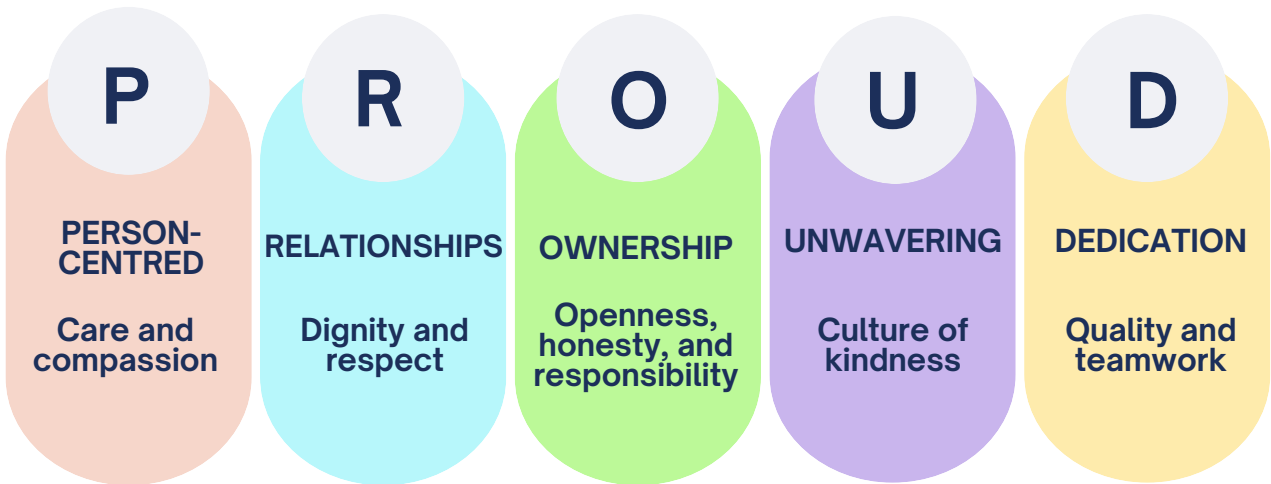 P
PERSON-
CENTRED
Care and
compassion
R
RELATIONSHIPS
Dignity and
respect
O
OWNERSHIP
Openness,
honesty, and
responsibility
U
UNWAVERING
Culture of
kindness
D
DEDICATION
Quality and
teamwork